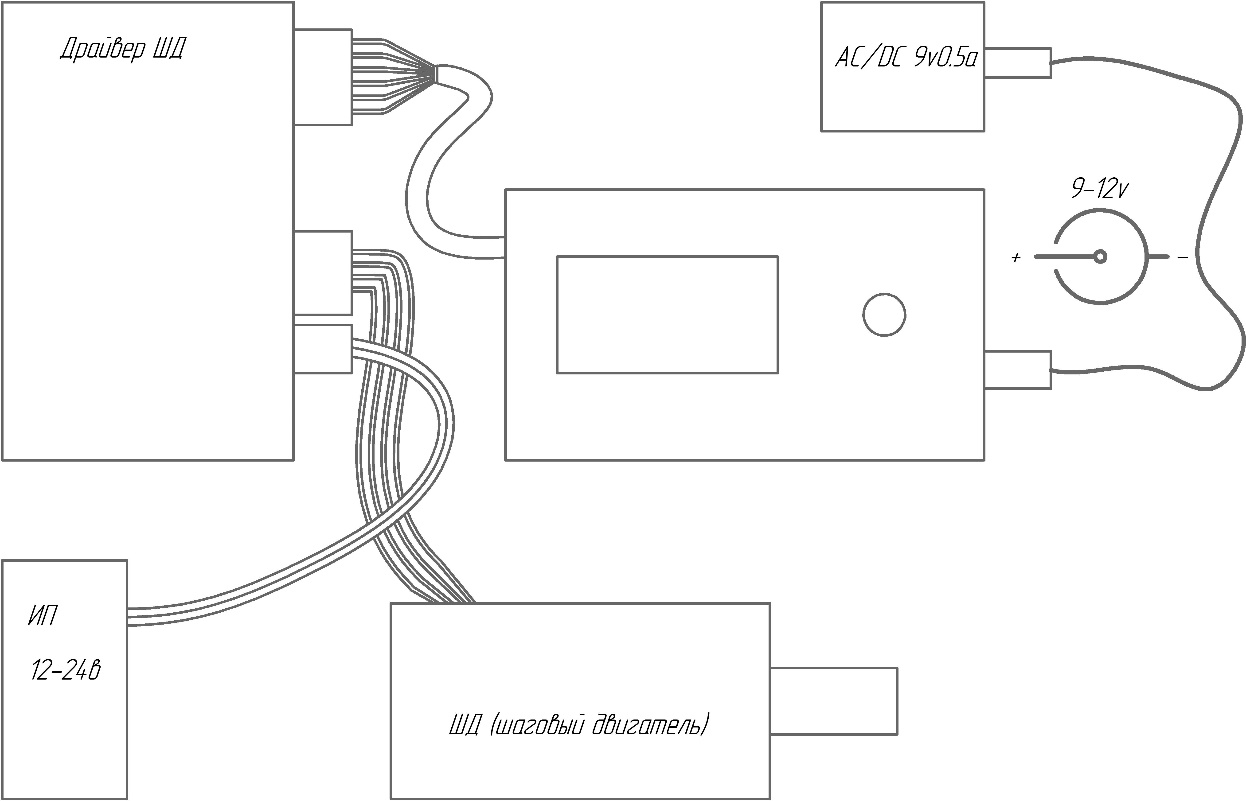 Драйвер ШД
AC/DC 9v0.5a
9-12v
+ -
ИП
12-24в
ШД (шаговый двигатель)